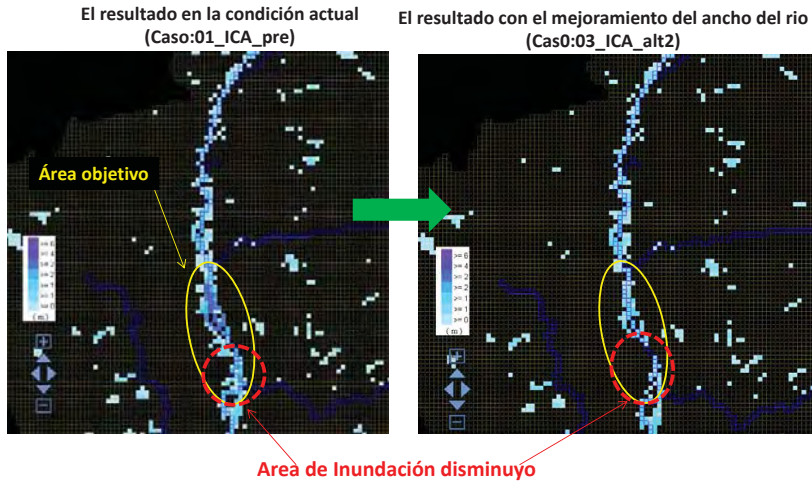 El resultado en la condición actual
(Caso:01_ICA_pre)
El resultado con el mejoramiento del ancho del rio
(Cas0:03_ICA_alt2)
Área objetivo
>= 6
>= 4
>= 2
>= 1
>= 0
(m)
>= 6
>= 4
>= 2
>= 1
>= 0
(m)
Area de Inundación disminuyo